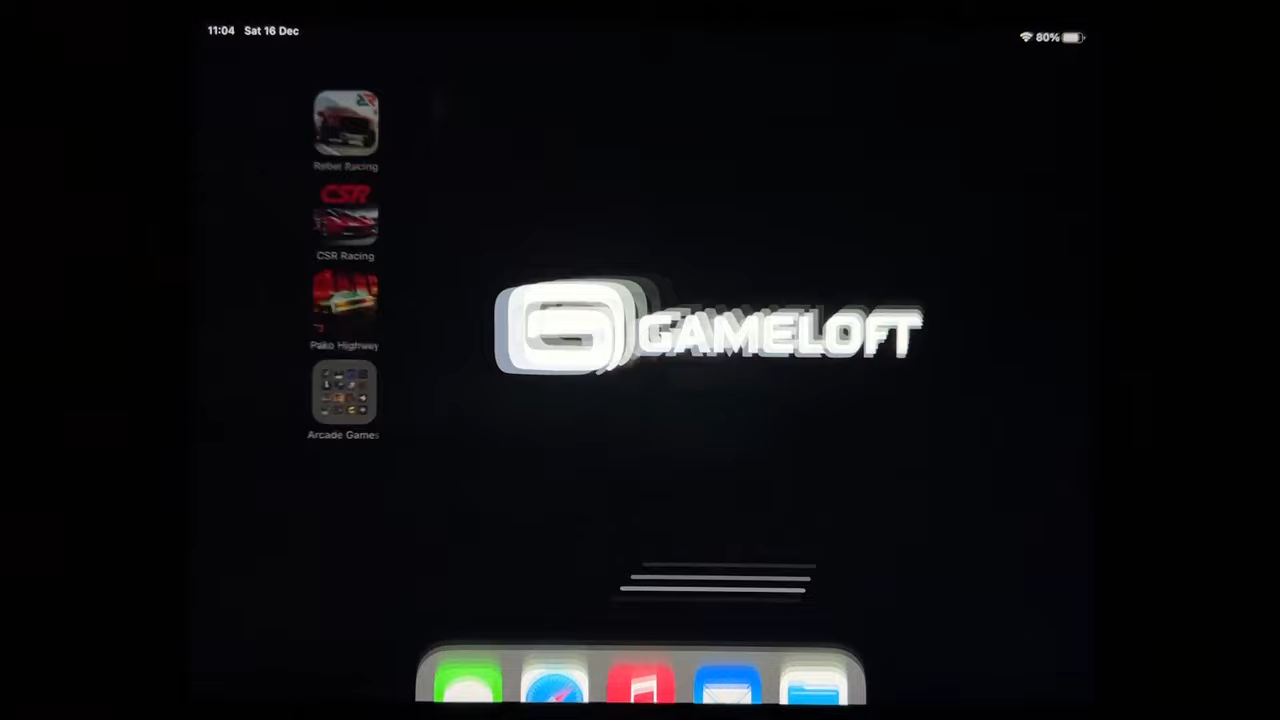 11:04 Sat 16 Dec
80%
Rebel Racing
CSR
CSR Racing
GAMELOFT
Pako Highway
Arcade Games